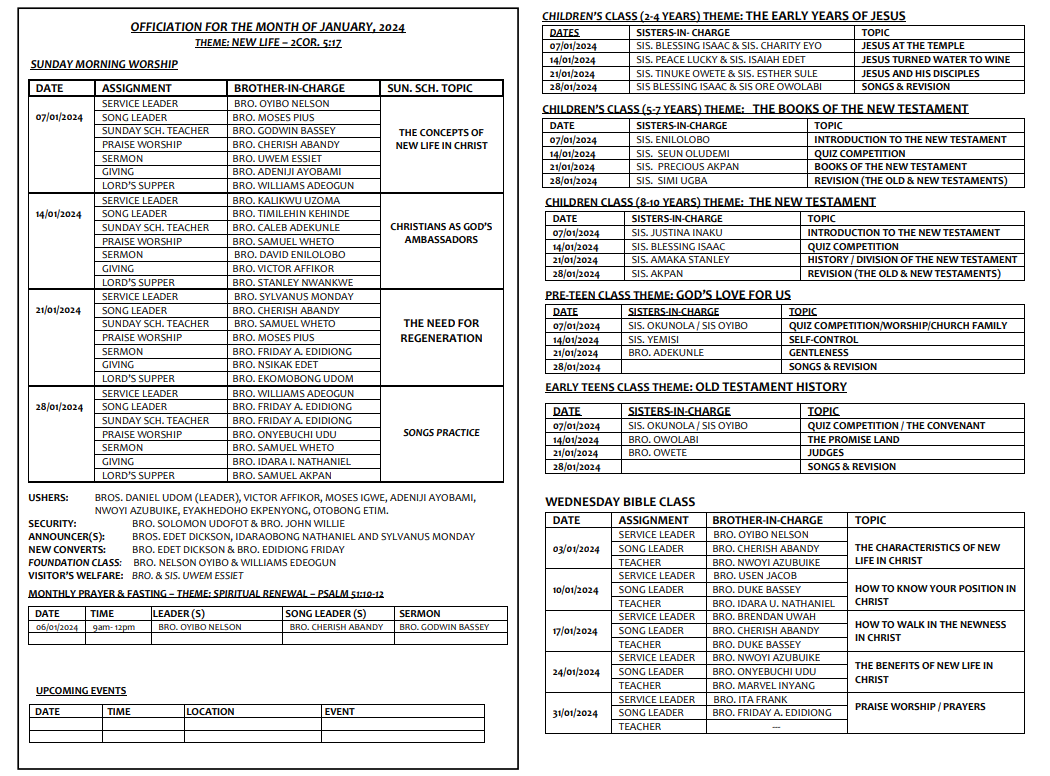 OFFICIATION FOR THE MONTH OF JANUARY, 2024
THEME: NEW LIFE – 2COR. 5:17
SUNDAY MORNING WORSHIP
DATE ASSIGNMENT BROTHER-IN-CHARGE SUN. SCH. TOPIC
07/01/2024 SERVICE LEADER BRO. OYIBO NELSON THE CONCEPTS OF NEW LIFE IN CHRIST
SONG LEADER BRO. MOSES PIUS
SUNDAY SCH. TEACHER BRO. GODWIN BASSEY
PRAISE WORSHIP BRO. CHERISH ABANDY
SERMON BRO. UWEM ESSIET
GIVING BRO. ADENIJI AYOBAMI
LORD'S SUPPER BRO. WILLIAMS ADEOGUN
14/01/2024 SERVICE LEADER BRO. KALIKWU UZOMA CHRISTIANS AS GOD'S AMBASSADORS
SONG LEADER BRO. TIMILEHIN KEHINDE
SUNDAY SCH. TEACHER BRO. CALEB ADEKUNLE
PRAISE WORSHIP BRO. SAMUEL WHETO
SERMON BRO. DAVID ENILOLOBO
GIVING BRO. VICTOR AFFIKOR
LORD'S SUPPER BRO. STANLEY NWANKWE
21/01/2024 SERVICE LEADER BRO. SYLVANUS MONDAY THE NEED FOR REGENERATION
SONG LEADER BRO. CHERISH ABANDY
SUNDAY SCH. TEACHER BRO. SAMUEL WHETO
PRAISE WORSHIP BRO. MOSES PIUS
SERMON BRO. FRIDAY A. EDIDIONG
GIVING BRO. NSIKAK EDET
LORD'S SUPPER BRO. EKOMOBONG UDOM
28/01/2024 SERVICE LEADER BRO. WILLIAMS ADEOGUN SONGS PRACTICE
SONG LEADER BRO. FRIDAY A. EDIDIONG
SUNDAY SCH. TEACHER BRO. FRIDAY A. EDIDIONG
PRAISE WORSHIP BRO. ONYEBUCHI UDU
SERMON BRO. SAMUEL WHETO
GIVING BRO. IDARA I. NATHANIEL
LORD'S SUPPER BRO. SAMUEL AKPAN
USHERS: BROS. DANIEL UDOM (LEADER), VICTOR AFFIKOR, MOSES IGWE, ADENIJI AYOBAMI,
NWOYI AZUBUIKE, EYAKHEDOHO EKPENYONG, OTOBONG ETIM.
SECURITY: BRO. SOLOMON UDOFOT & BRO. JOHN WILLIE
ANNOUNCER(S): BROS. EDET DICKSON, IDARAOBONG NATHANIEL AND SYLVANUS MONDAY
NEW CONVERTS: BRO. EDET DICKSON & BRO. EDIDIONG FRIDAY
FOUNDATION CLASS: BRO. NELSON OYIBO & WILLIAMS EDEOGUN
VISITOR'S WELFARE: BRO. & SIS. UWEM ESSIET
MONTHLY PRAYER & FASTING – THEME: SPIRITUAL RENEWAL – PSALM 51:10-12
DATE TIME LEADER (S) SONG LEADER (S) SERMON
06/01/2024 9am- 12pm BRO. OYIBO NELSON BRO. CHERISH ABANDY BRO. GODWIN BASSEY
UPCOMING EVENTS
DATE TIME LOCATION EVENT
CHILDREN'S CLASS (2-4 YEARS) THEME: THE EARLY YEARS OF JESUS
DATES SISTERS-IN- CHARGE TOPIC
07/01/2024 SIS. BLESSING ISAAC & SIS. CHARITY EYO JESUS AT THE TEMPLE
14/01/2024 SIS. PEACE LUCKY & SIS. ISAIAH EDET JESUS TURNED WATER TO WINE
21/01/2024 SIS. TINUKE OWETE & SIS. ESTHER SULE JESUS AND HIS DISCIPLES
28/01/2024 SIS BLESSING ISAAC & SIS ORE OWOLABI SONGS & REVISION
CHILDREN'S CLASS (5-7 YEARS) THEME: THE BOOKS OF THE NEW TESTAMENT
DATE SISTERS-IN-CHARGE TOPIC
07/01/2024 SIS. ENILOLOBO INTRODUCTION TO THE NEW TESTAMENT
14/01/2024 SIS. SEUN OLUDEMI QUIZ COMPETITION
21/01/2024 SIS. PRECIOUS AKPAN BOOKS OF THE NEW TESTAMENT
28/01/2024 SIS. SIMI UGBA REVISION (THE OLD & NEW TESTAMENTS)
CHILDREN CLASS (8-10 YEARS) THEME: THE NEW TESTAMENT
DATE SISTERS-IN-CHARGE TOPIC
07/01/2024 SIS. JUSTINA INAKU INTRODUCTION TO THE NEW TESTAMENT
14/01/2024 SIS. BLESSING ISAAC QUIZ COMPETITION
21/01/2024 SIS. AMAKA STANLEY HISTORY / DIVISION OF THE NEW TESTAMENT
28/01/2024 SIS. AKPAN REVISION (THE OLD & NEW TESTAMENTS)
PRE-TEEN CLASS THEME: GOD'S LOVE FOR US
DATE SISTERS-IN-CHARGE TOPIC
07/01/2024 SIS. OKUNOLA / SIS OYIBO QUIZ COMPETITION/WORSHIP/CHURCH FAMILY
14/01/2024 SIS. YEMISI SELF-CONTROL
21/01/2024 BRO. ADEKUNLE GENTLENESS
28/01/2024 SONGS & REVISION
EARLY TEENS CLASS THEME: OLD TESTAMENT HISTORY
DATE SISTERS-IN-CHARGE TOPIC
07/01/2024 SIS. OKUNOLA / SIS OYIBO QUIZ COMPETITION / THE CONVENANT
14/01/2024 BRO. OWOLABI THE PROMISE LAND
21/01/2024 BRO. OWETE JUDGES
28/01/2024 SONGS & REVISION
WEDNESDAY BIBLE CLASS
DATE ASSIGNMENT BROTHER-IN-CHARGE TOPIC
03/01/2024 SERVICE LEADER BRO. OYIBO NELSON THE CHARACTERISTICS OF NEW LIFE IN CHRIST
SONG LEADER BRO. CHERISH ABANDY
TEACHER BRO. NWOYI AZUBUIKE
10/01/2024 SERVICE LEADER BRO. USEN JACOB HOW TO KNOW YOUR POSITION IN CHRIST
SONG LEADER BRO. DUKE BASSEY
TEACHER BRO. IDARA U. NATHANIEL
17/01/2024 SERVICE LEADER BRO. BRENDAN UWAH HOW TO WALK IN THE NEWNESS IN CHRIST
SONG LEADER BRO. CHERISH ABANDY
TEACHER BRO. DUKE BASSEY
24/01/2024 SERVICE LEADER BRO. NWOYI AZUBUIKE THE BENEFITS OF NEW LIFE IN CHRIST
SONG LEADER BRO. ONYEBUCHI UDU
TEACHER BRO. MARVEL INYANG
31/01/2024 SERVICE LEADER BRO. ITA FRANK PRAISE WORSHIP / PRAYERS
SONG LEADER BRO. FRIDAY A. EDIDIONG
TEACHER ---